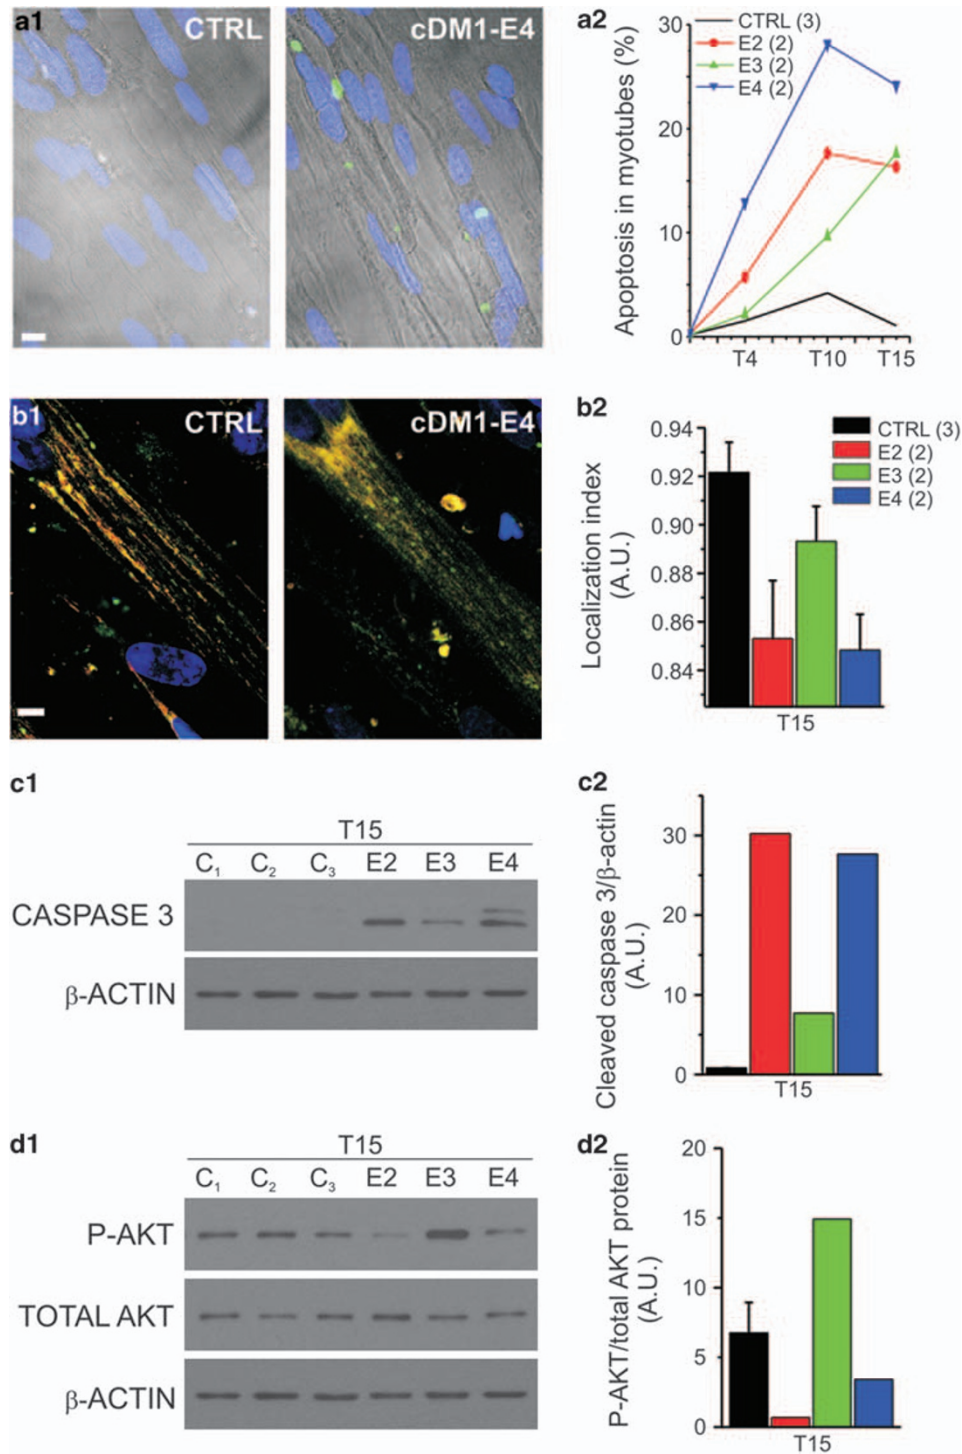 a1
CTRL
cDM1-E4
a2
Apoptosis in myotubes (%)
30
20
10
0
CTRL (3)
E2 (2)
E3 (2)
E4 (2)
T4 T10 T15
b1
CTRL
cDM1-E4
b2
Localization index
(A.U.)
0.94
0.92
0.90
0.88
0.86
0.84
CTRL (3)
E2 (2)
E3 (2)
E4 (2)
T15
c1
T15
C₁ C₂ C₃ E2 E3 E4
CASPASE 3
β-ACTIN
c2
Cleaved caspase 3/β-actin
(A.U.)
30
20
10
0
T15
d1
T15
C₁ C₂ C₃ E2 E3 E4
P-AKT
TOTAL AKT
β-ACTIN
d2
P-AKT/total AKT protein
(A.U.)
20
15
10
5
0
T15